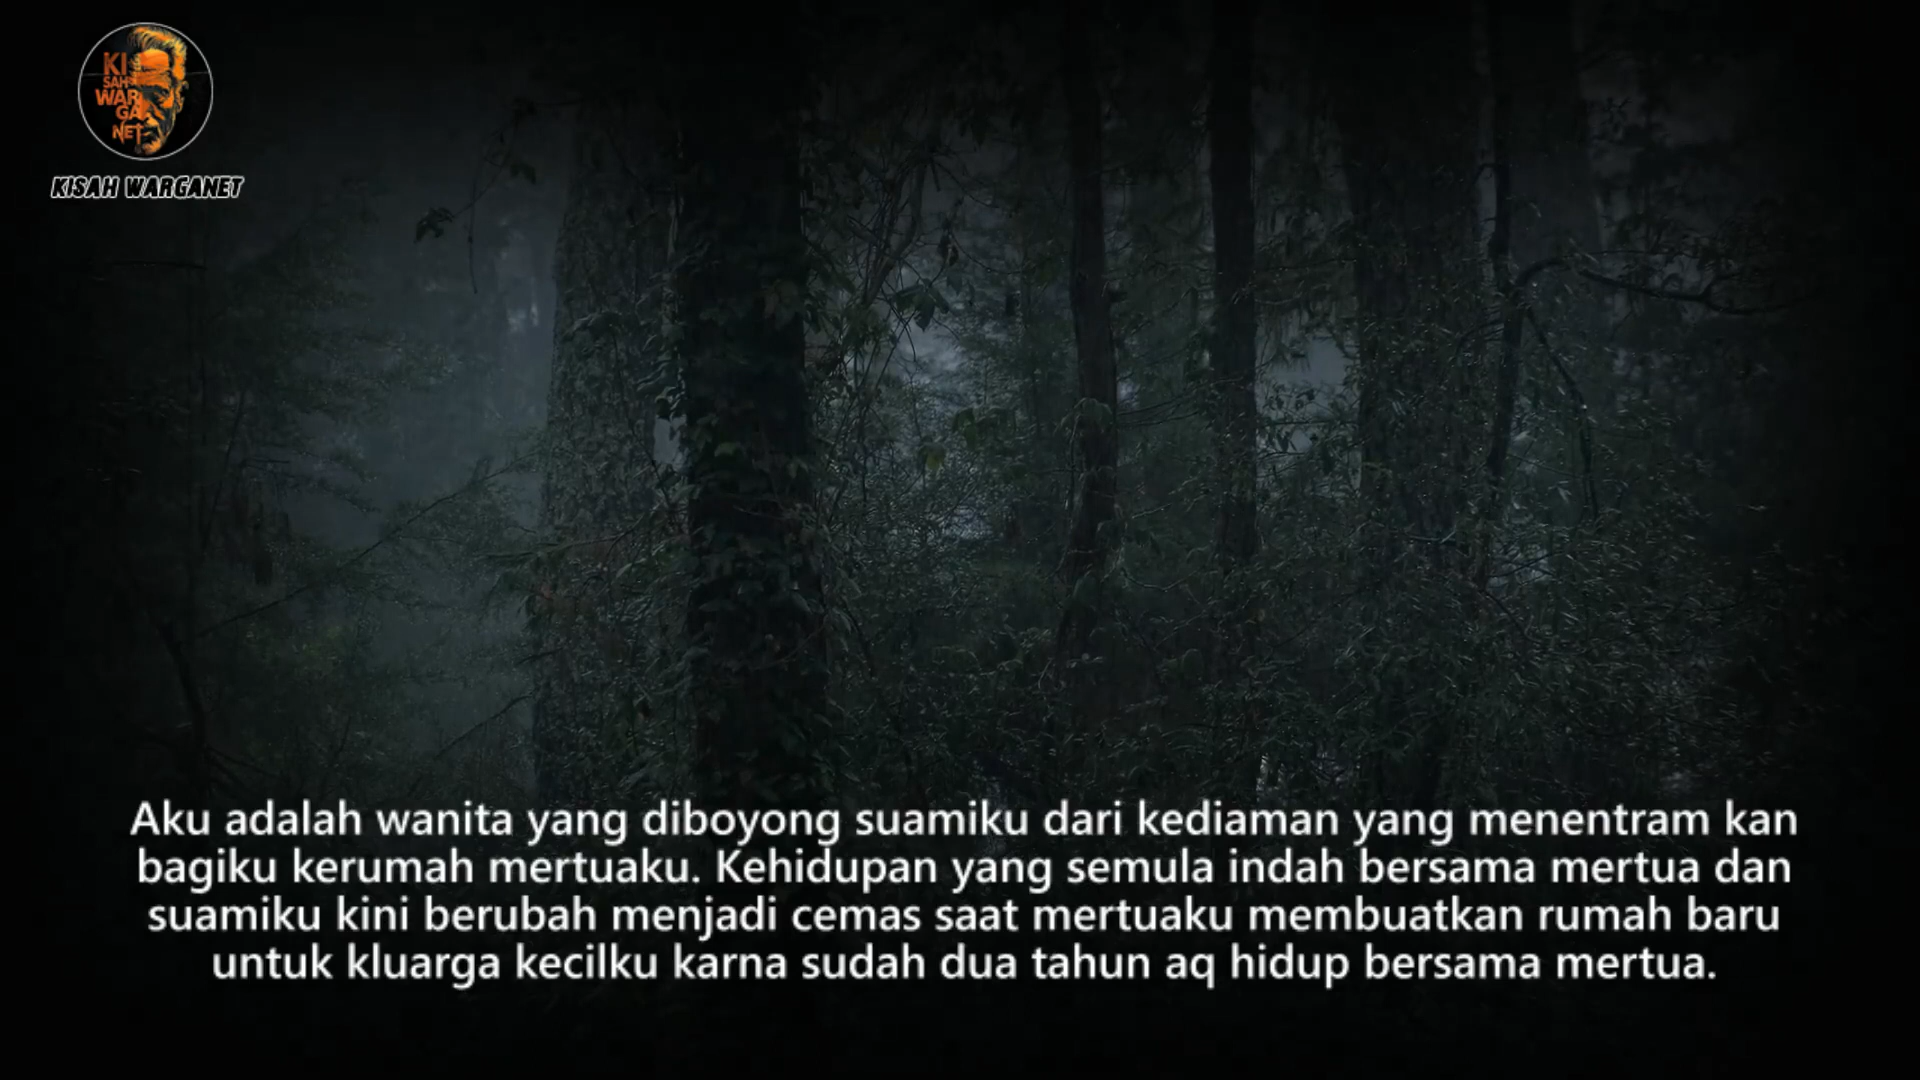 KI
SAH
WAR
GA
NET
KISAH WARGANET
Aku adalah wanita yang diboyong suamiku dari kediaman yang menentram kan
bagiku kerumah mertuaku. Kehidupan yang semula indah bersama mertua dan
suamiku kini berubah menjadi cemas saat mertuaku membuatkan rumah baru
untuk kluarga kecilku karna sudah dua tahun aq hidup bersama mertua.